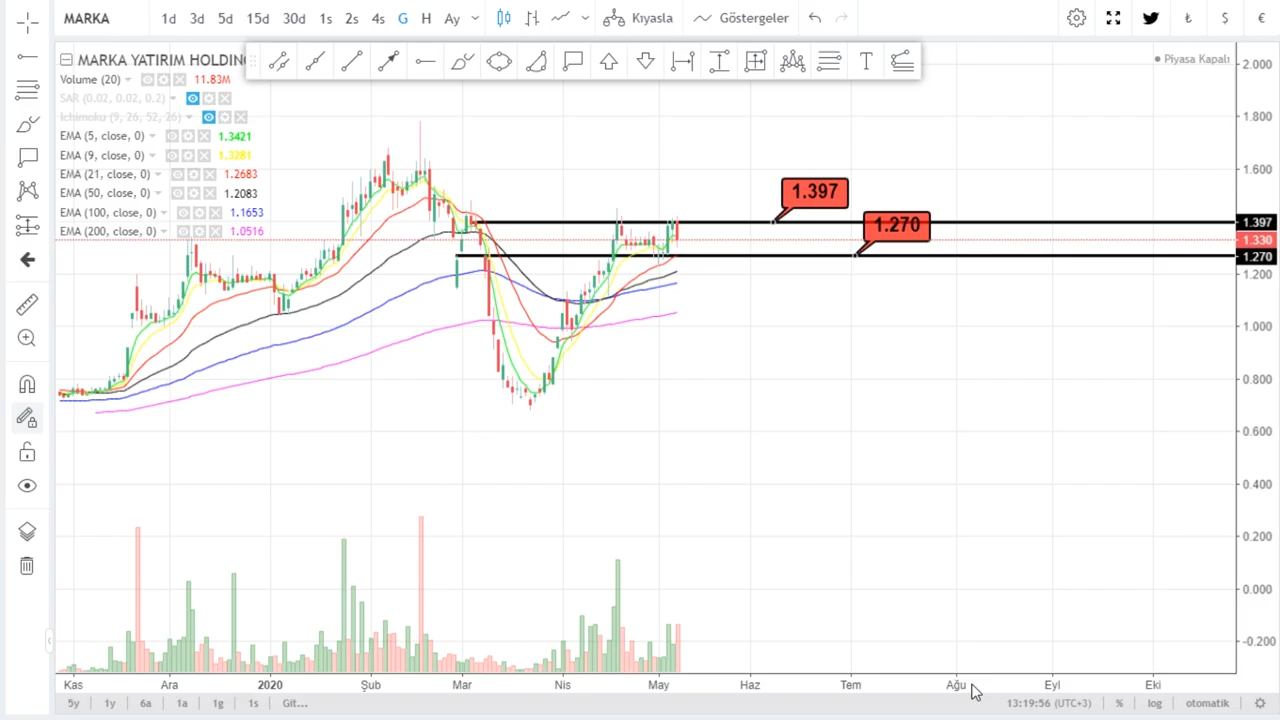 MARKA 1d 3d 5d 15d 30d 1s 2s 4s G H Ay Kıyasla Göstergeler ₺ $ €
MARKA YATIRIM HOLDING
Piyasa Kapalı
Volume (20) 11.83M
SAR (0.02, 0.02, 0.2)
Ichimoku (9, 26, 52, 26)
EMA (5, close, 0) 1.3421
EMA (9, close, 0) 1.3281
EMA (21, close, 0) 1.2683
EMA (50, close, 0) 1.2083
EMA (100, close, 0) 1.1653
EMA (200, close, 0) 1.0516
1.397
1.270
2.000
1.800
1.600
1.397
1.330
1.270
1.200
1.000
0.800
0.600
0.400
0.200
0.000
-0.200
Kas Ara 2020 Şub Mar Nis May Haz Tem Ağu Eyl Eki
5y 1y 6a 1a 1g 1s Git... 13:19:56 (UTC+3) % log otomatik